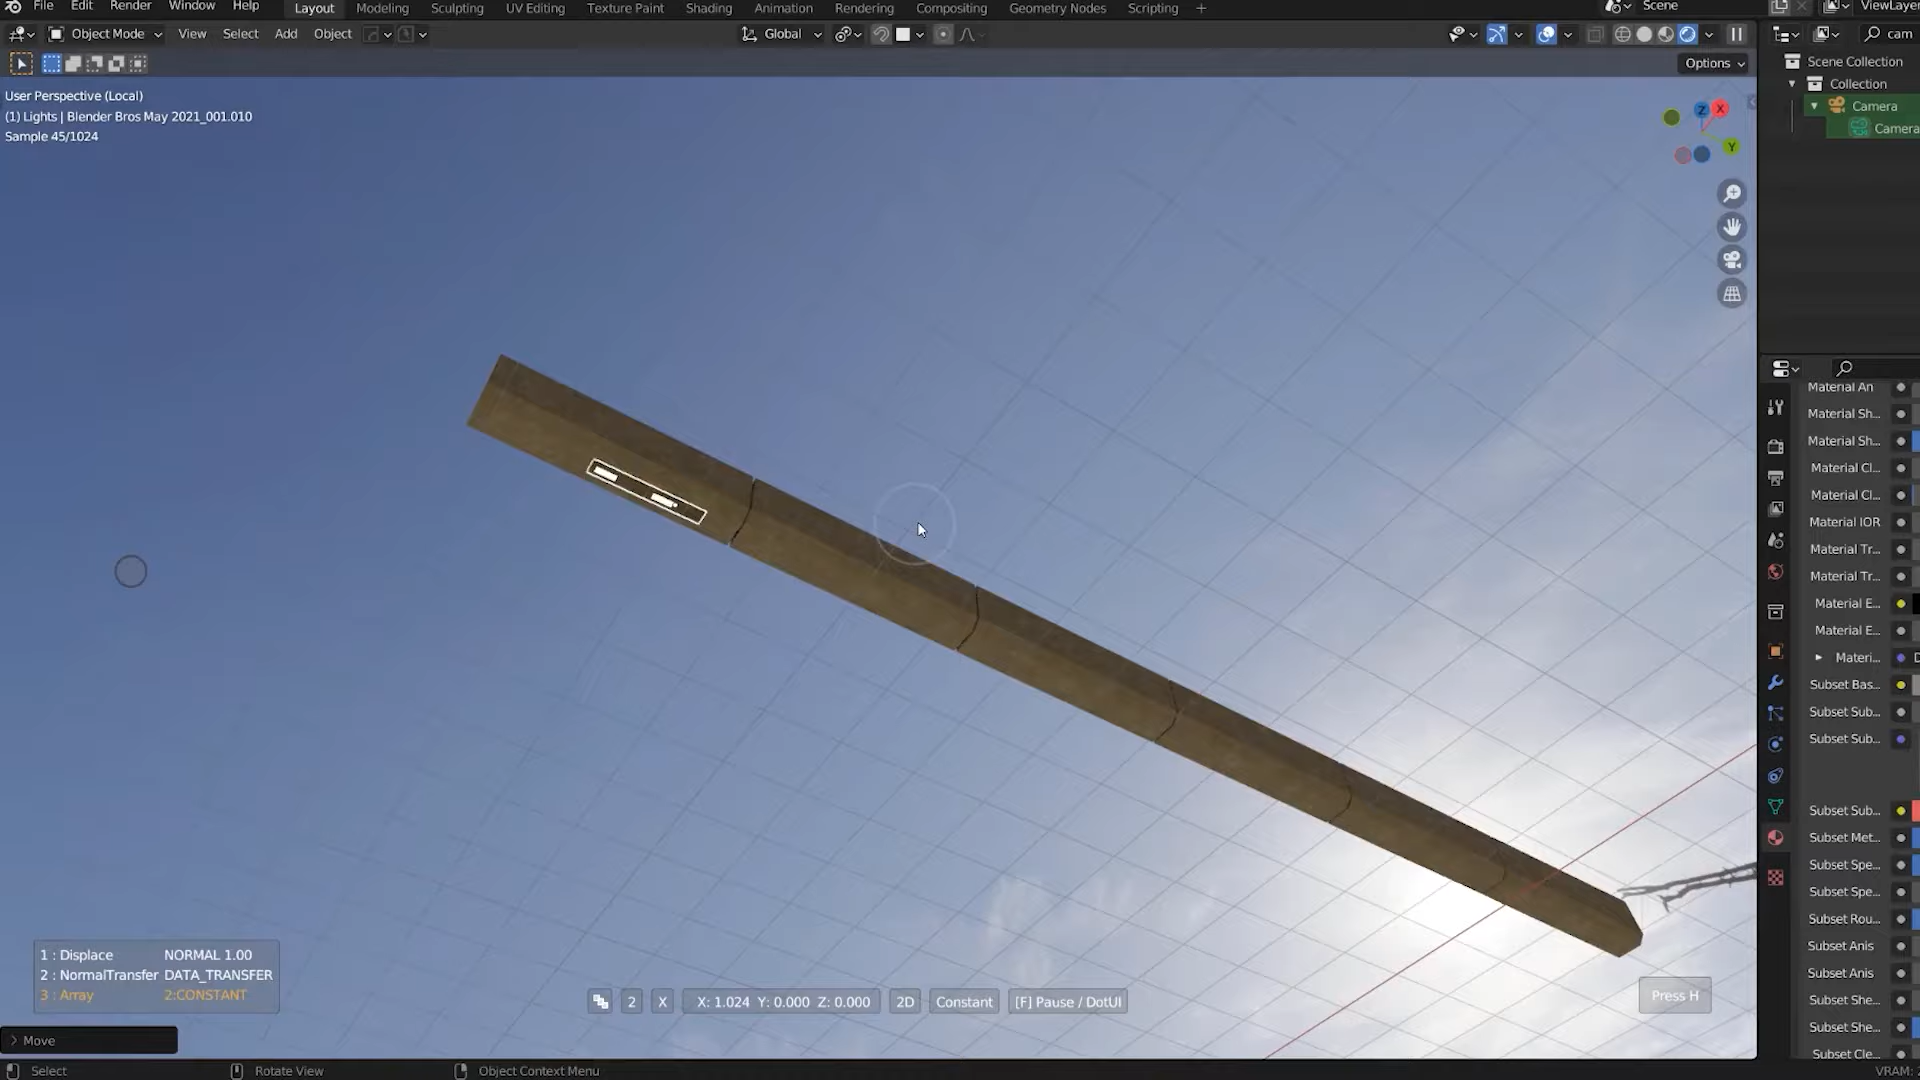 File Edit Render Window Help Layout Modeling Sculpting UV Editing Texture Paint Shading Animation Rendering Compositing Geometry Nodes Scripting + Scene ViewLayer
Object Mode View Select Add Object Global cam
Options
Scene Collection
Collection
Camera
Camera
User Perspective (Local)
(1) Lights | Blender Bros May 2021_001.010
Sample 45/1024
Z X
Y
Material An
Material Sh...
Material Sh...
Material Cl...
Material Cl...
Material IOR
Material Tr...
Material Tr...
Material E...
Material E...
Materi...
Subset Bas...
Subset Sub...
Subset Sub...
Subset Sub...
Subset Met...
Subset Spe...
Subset Spe...
Subset Rou...
Subset Anis
Subset Anis
Subset She...
Subset She...
Subset Cle...
1 : Displace NORMAL 1.00
2 : NormalTransfer DATA_TRANSFER
3 : Array 2:CONSTANT
2 X X: 1.024 Y: 0.000 Z: 0.000 2D Constant [F] Pause / DotUI
Press H
Move
Select Rotate View Object Context Menu VRAM: